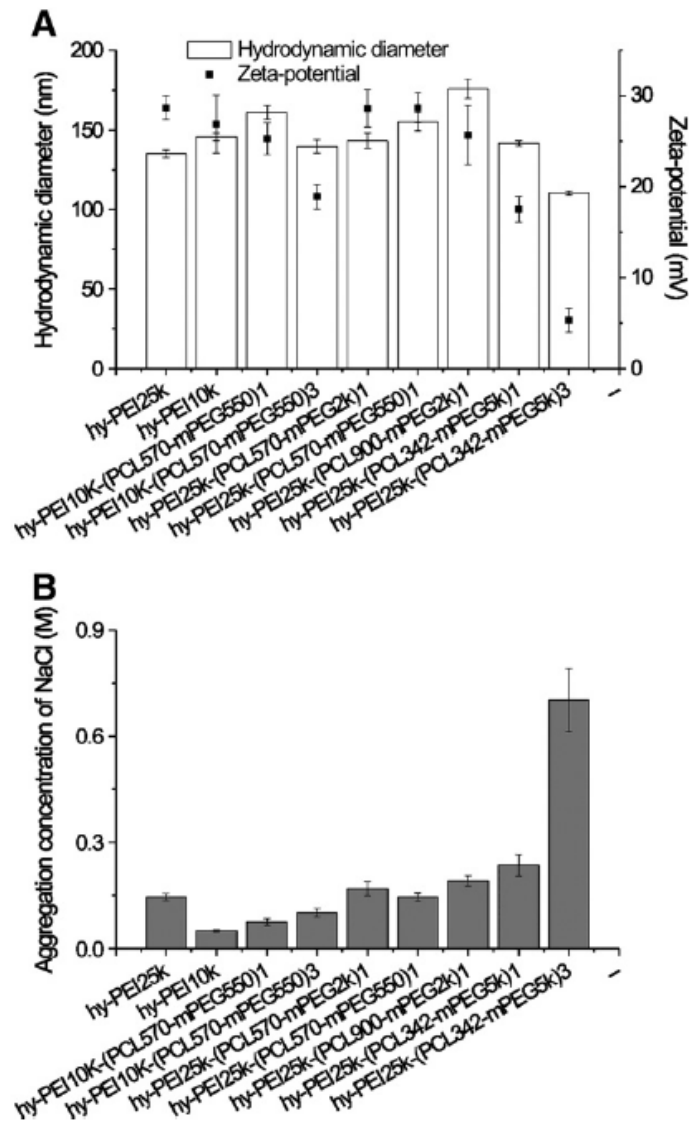 A
Hydrodynamic diameter
Zeta-potential
200
150
100
50
0
Hydrodynamic diameter (nm)
30
20
10
0
Zeta-potential (mV)
hy-PEI25k
hy-PEI10k
hy-PEI10K-(PCL570-mPEG550)1
hy-PEI10K-(PCL570-mPEG550)3
hy-PEI25k-(PCL570-mPEG2k)1
hy-PEI25k-(PCL570-mPEG550)1
hy-PEI25k-(PCL900-mPEG2k)1
hy-PEI25k-(PCL342-mPEG5k)1
hy-PEI25k-(PCL342-mPEG5k)3
--
B
0.9
0.6
0.3
0.0
Aggregation concentration of NaCl (M)
hy-PEI25k
hy-PEI10k
hy-PEI10K-(PCL570-mPEG550)1
hy-PEI10K-(PCL570-mPEG550)3
hy-PEI25k-(PCL570-mPEG2k)1
hy-PEI25k-(PCL570-mPEG550)1
hy-PEI25k-(PCL900-mPEG2k)1
hy-PEI25k-(PCL342-mPEG5k)1
hy-PEI25k-(PCL342-mPEG5k)3
--